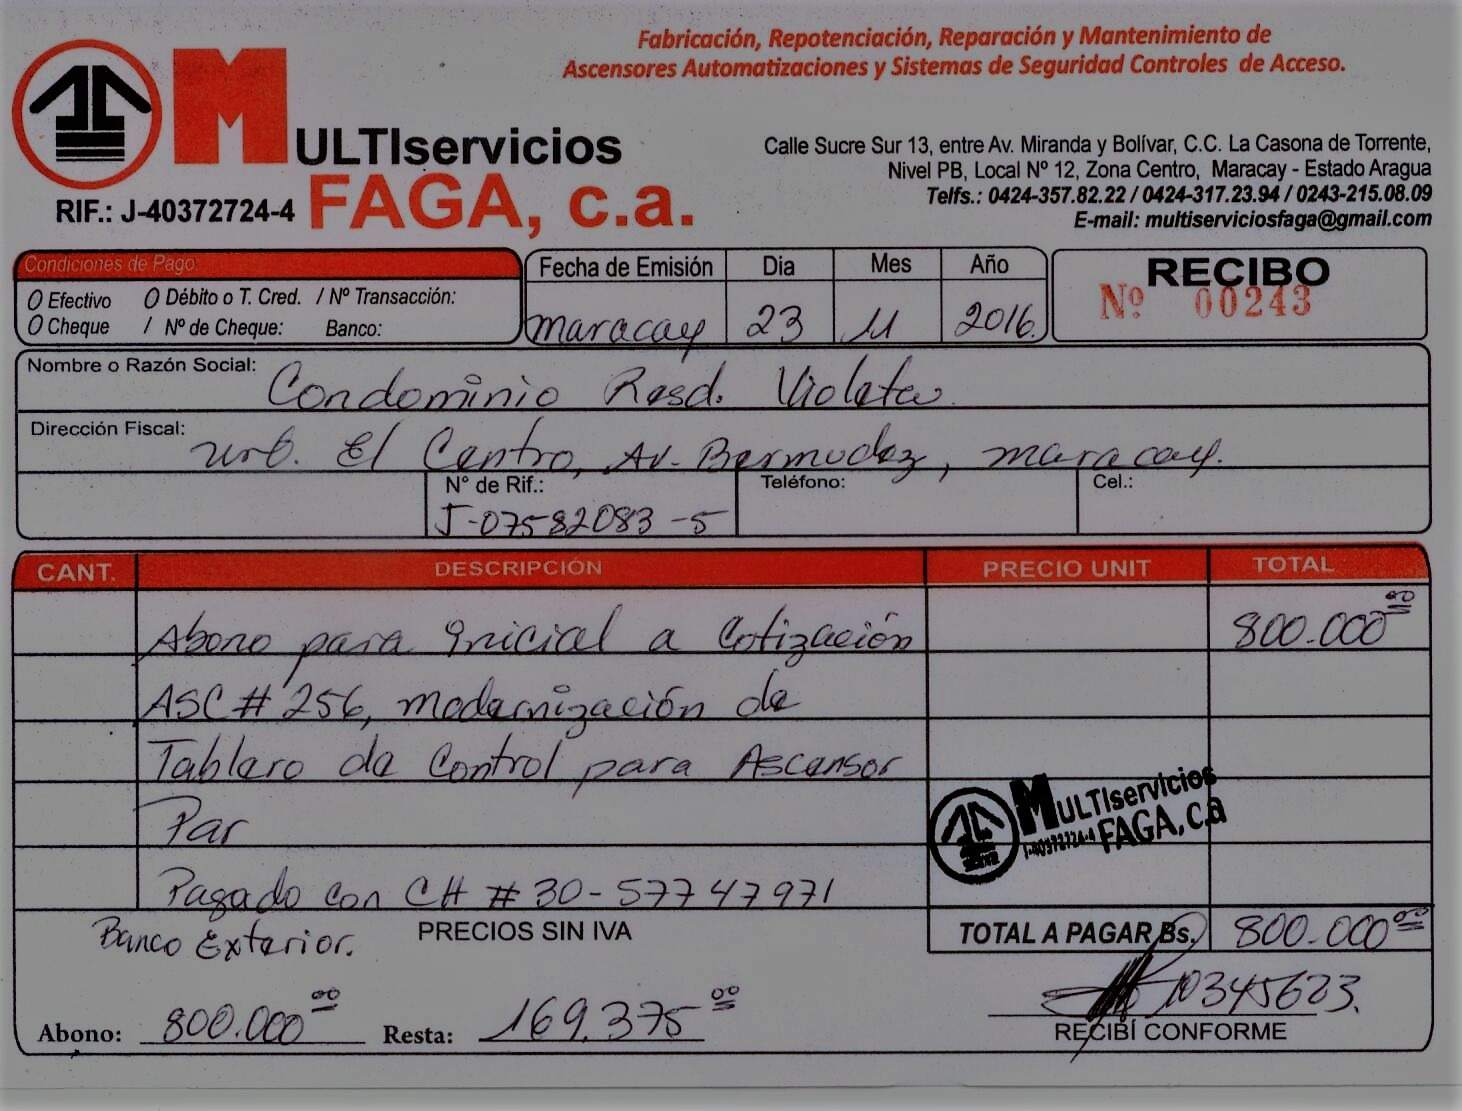 Fabricación, Repotenciación, Reparación y Mantenimiento de
Ascensores Automatizaciones y Sistemas de Seguridad Controles de Acceso.
MULTIservicios
FAGA, c.a.
RIF.: J-40372724-4
Calle Sucre Sur 13, entre Av. Miranda y Bolívar, C.C. La Casona de Torrente,
Nivel PB, Local Nº 12, Zona Centro, Maracay - Estado Aragua
Telfs.: 0424-357.82.22 / 0424-317.23.94 / 0243-215.08.09
E-mail: multiserviciosfaga@gmail.com
Condiciones de Pago:
O Efectivo O Débito o T. Cred. / Nº Transacción:
O Cheque / Nº de Cheque: Banco:
Fecha de Emisión Dia Mes Año
maracay 23 11 2016.
RECIBO
Nº 00243
Nombre o Razón Social: Condominio Resd. Violeta.
Dirección Fiscal: urb. El Centro, Av. Bermudez, maracay.
N° de Rif.: Teléfono: Cel.:
J-07582083-5
CANT. DESCRIPCIÓN PRECIO UNIT TOTAL
Abono para Inicial a Cotización 800.000 00
ASC # 256, modernización de
Tablero de Control para Ascensor
Par
MULTIservicios
FAGA, c.a
J-40372724-4
Pagado con CH # 30-57747971
Banco Exterior. PRECIOS SIN IVA TOTAL A PAGAR Bs. 800.000 00
10345623.
Abono: 800.000 00 Resta: 169.375 00
RECIBÍ CONFORME